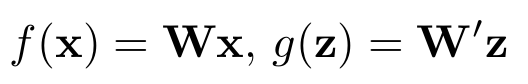 f(𝐱) = 𝐖𝐱, g(𝐳) = 𝐖′𝐳